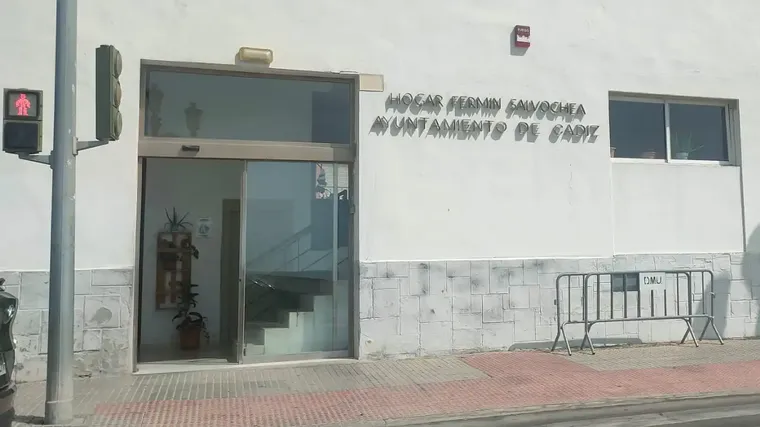 HOGAR FERMIN SALVOCHEA
AYUNTAMIENTO DE CADIZ
DMU